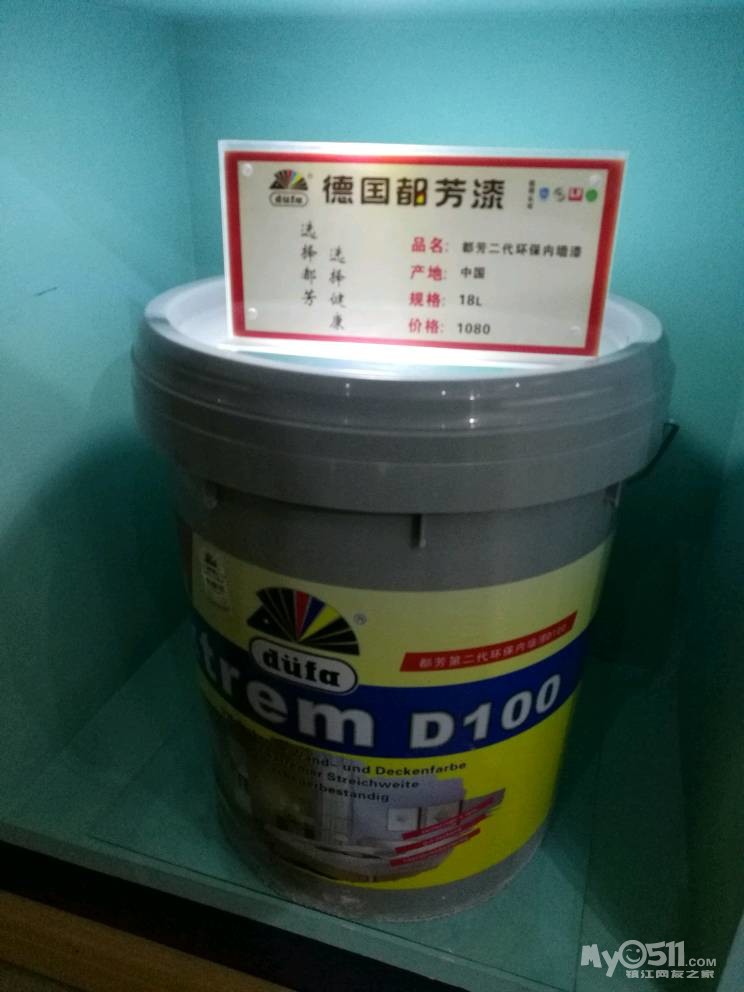 düfa
®
德国都芳漆
选择都芳
选择健康
品名: 都芳二代环保内墙漆
产地: 中国
规格: 18L
价格: 1080
düfa
®
都芳第二代环保内墙漆D100
trem D100
Wand- und Deckenfarbe
Streichweite
My0511.COM
镇江网友之家